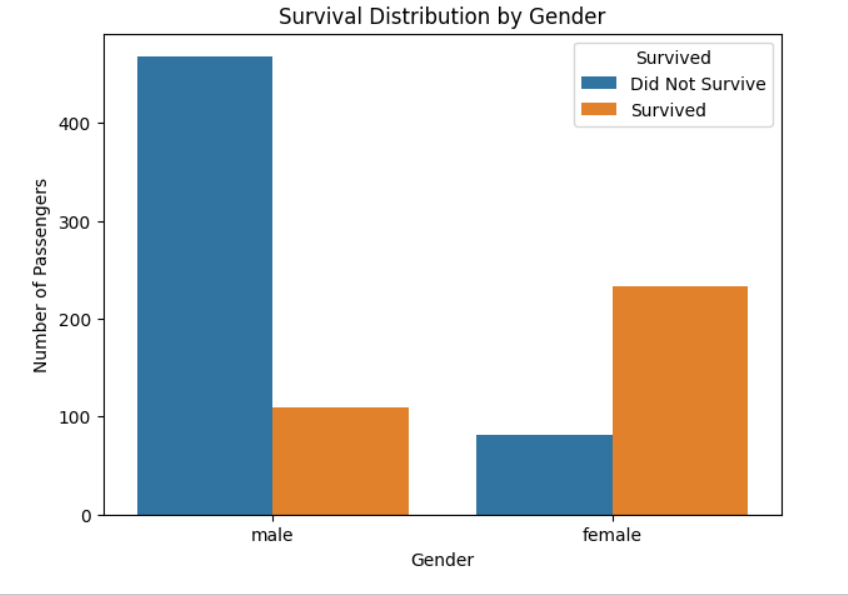 Survival Distribution by Gender
Survived
Did Not Survive
Survived
Number of Passengers
400
300
200
100
0
male
female
Gender